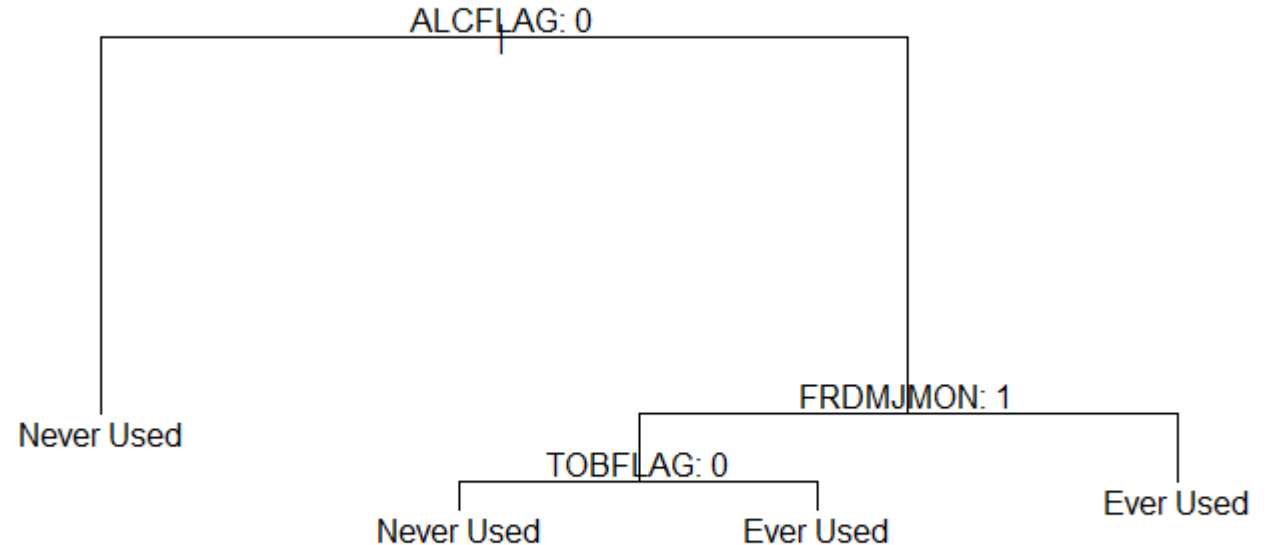 ALCFLAG: 0
FRDMJMON: 1
Never Used
TOBFLAG: 0
Ever Used
Never Used
Ever Used